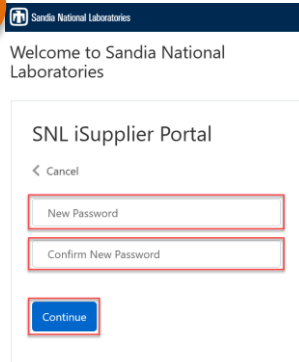 Sandia National Laboratories
Welcome to Sandia National
Laboratories
SNL iSupplier Portal
Cancel
New Password
Confirm New Password
Continue